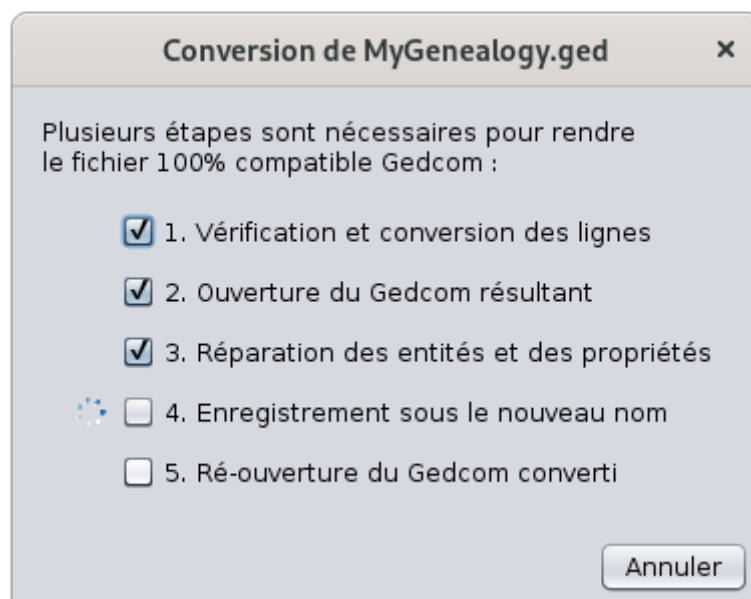 Conversion de MyGenealogy.ged
Plusieurs étapes sont nécessaires pour rendre
le fichier 100% compatible Gedcom :
1. Vérification et conversion des lignes
2. Ouverture du Gedcom résultant
3. Réparation des entités et des propriétés
4. Enregistrement sous le nouveau nom
5. Ré-ouverture du Gedcom converti
Annuler